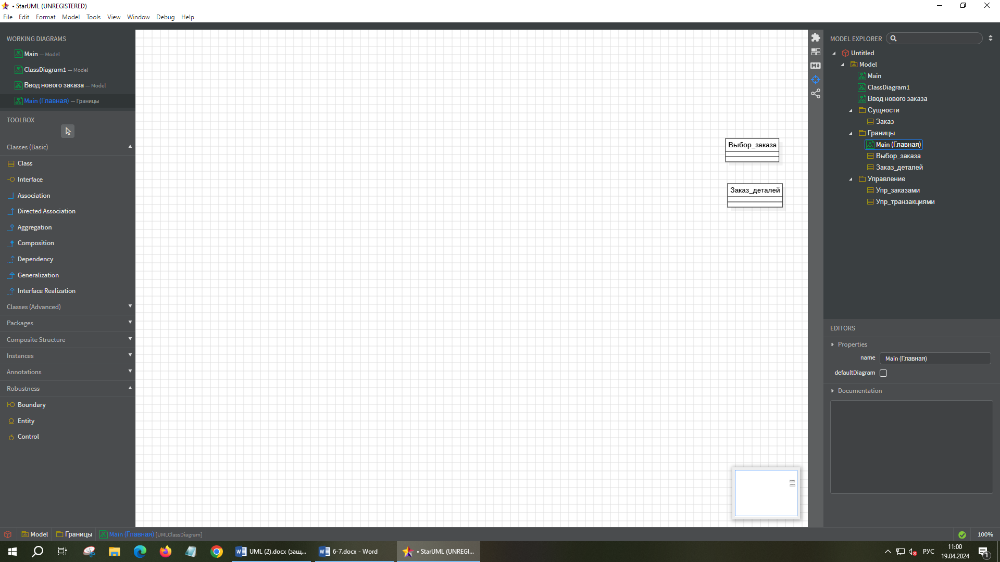 • StarUML (UNREGISTERED)
File Edit Format Model Tools View Window Debug Help
WORKING DIAGRAMS
Main — Model
ClassDiagram1 — Model
Ввод нового заказа — Model
Main (Главная) — Границы
TOOLBOX
Classes (Basic)
Class
Interface
Association
Directed Association
Aggregation
Composition
Dependency
Generalization
Interface Realization
Classes (Advanced)
Packages
Composite Structure
Instances
Annotations
Robustness
Boundary
Entity
Control
Выбор_заказа
Заказ_деталей
M
MODEL EXPLORER
Untitled
Model
Main
ClassDiagram1
Ввод нового заказа
Сущности
Заказ
Границы
Main (Главная)
Выбор_заказа
Заказ_деталей
Управление
Упр_заказами
Упр_транзакциями
EDITORS
Properties
name Main (Главная)
defaultDiagram
Documentation
Model Границы Main (Главная) [UMLClassDiagram]
100%
UML (2).docx (защ... 6-7.docx - Word • StarUML (UNREGI...
РУС
11:00
19.04.2024
1